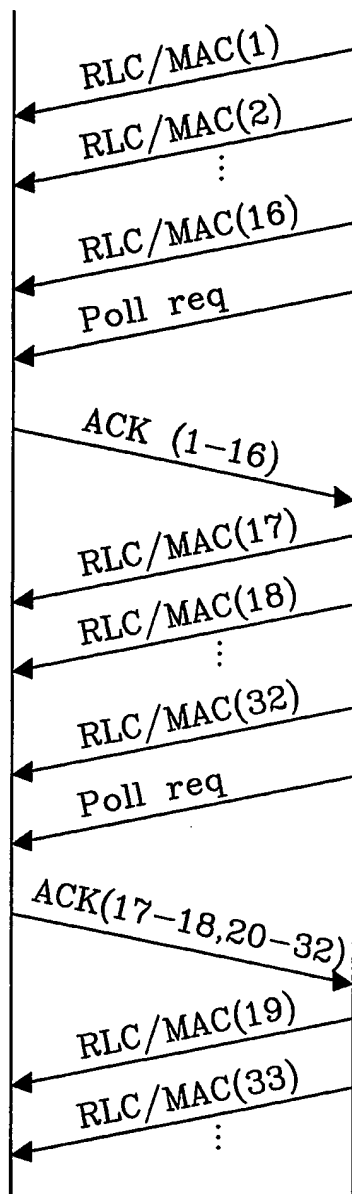 RLC/MAC(1)
RLC/MAC(2)
⋮
RLC/MAC(16)
Poll req
ACK (1-16)
RLC/MAC(17)
RLC/MAC(18)
⋮
RLC/MAC(32)
Poll req
ACK(17-18,20-32)
RLC/MAC(19)
RLC/MAC(33)
⋮